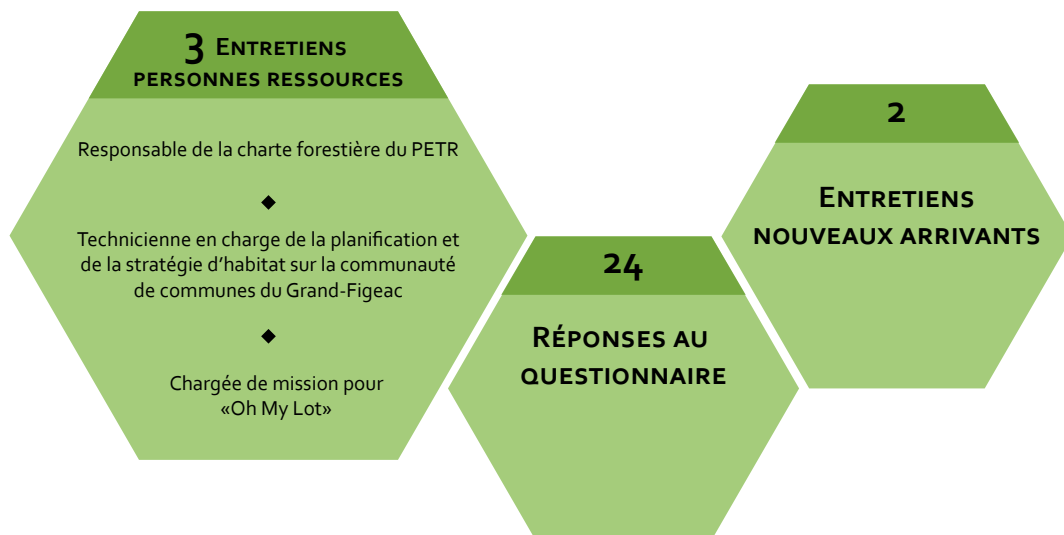 3 Entretiens
personnes ressources
Responsable de la charte forestière du PETR
◆
Technicienne en charge de la planification et
de la stratégie d'habitat sur la communauté
de communes du Grand-Figeac
◆
Chargée de mission pour
«Oh My Lot»
24
Réponses au
questionnaire
2
Entretiens
nouveaux arrivants